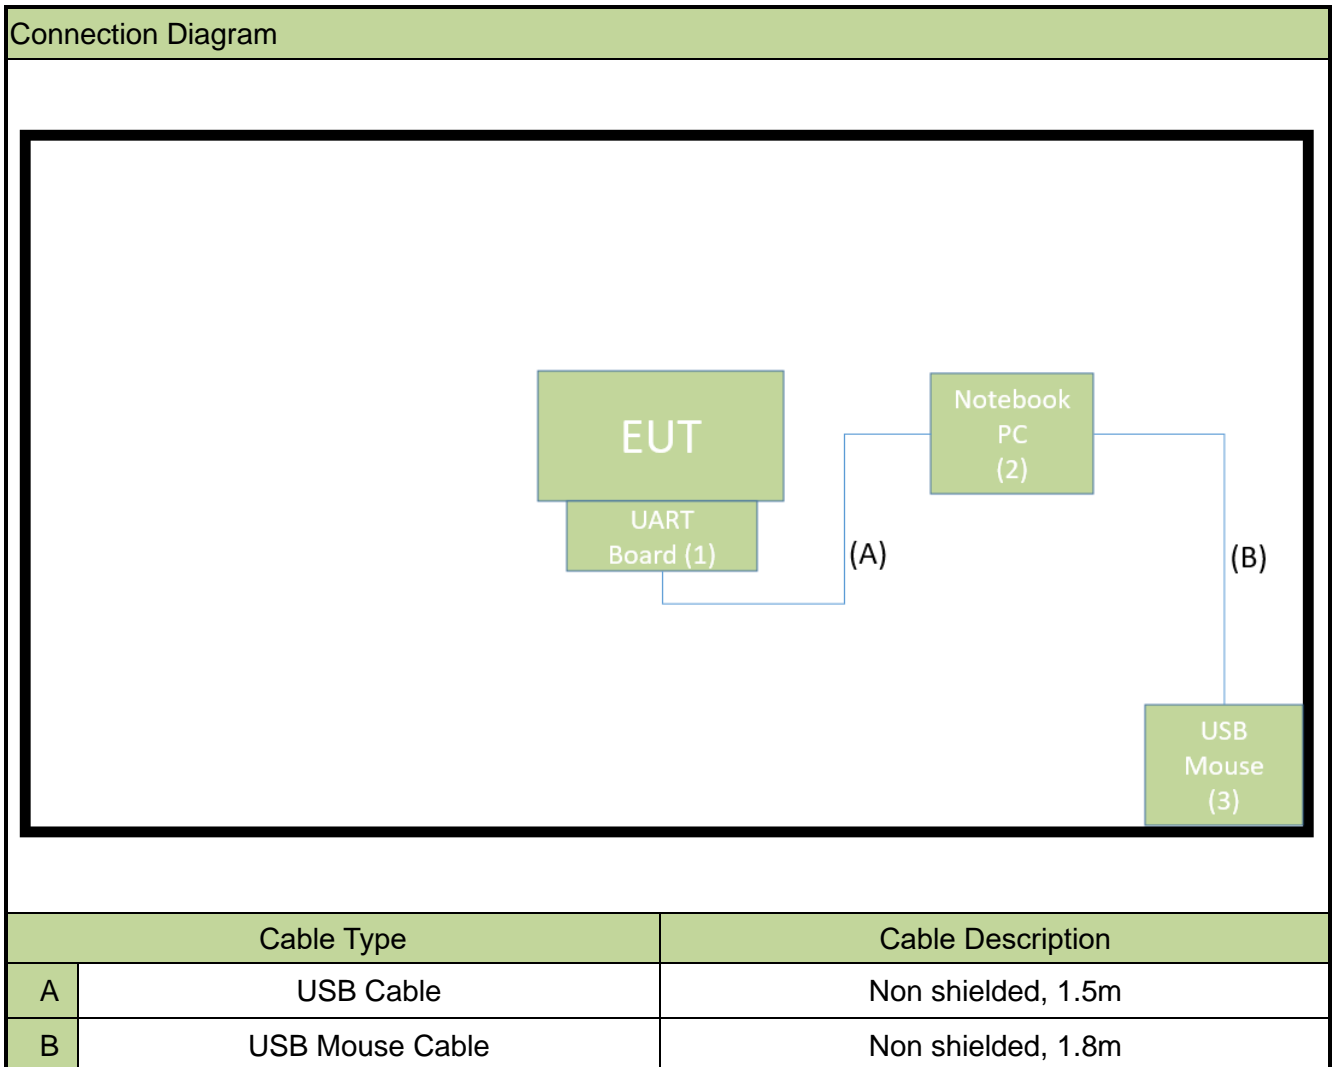 Connection Diagram
EUT
UART
Board (1)
Notebook
PC
(2)
(A)
(B)
USB
Mouse
(3)
Cable Type Cable Description
A USB Cable Non shielded, 1.5m
B USB Mouse Cable Non shielded, 1.8m